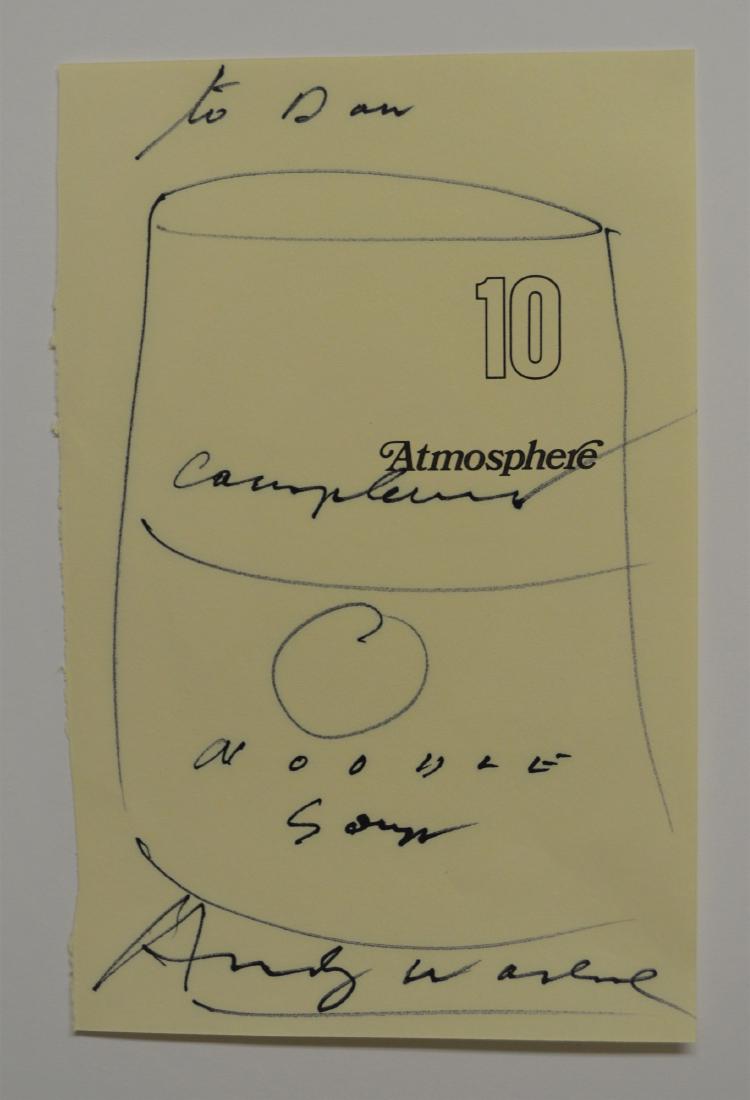 to Dan
10
Atmosphere
Campbells
NOODLE
Soup
Andy Warhol